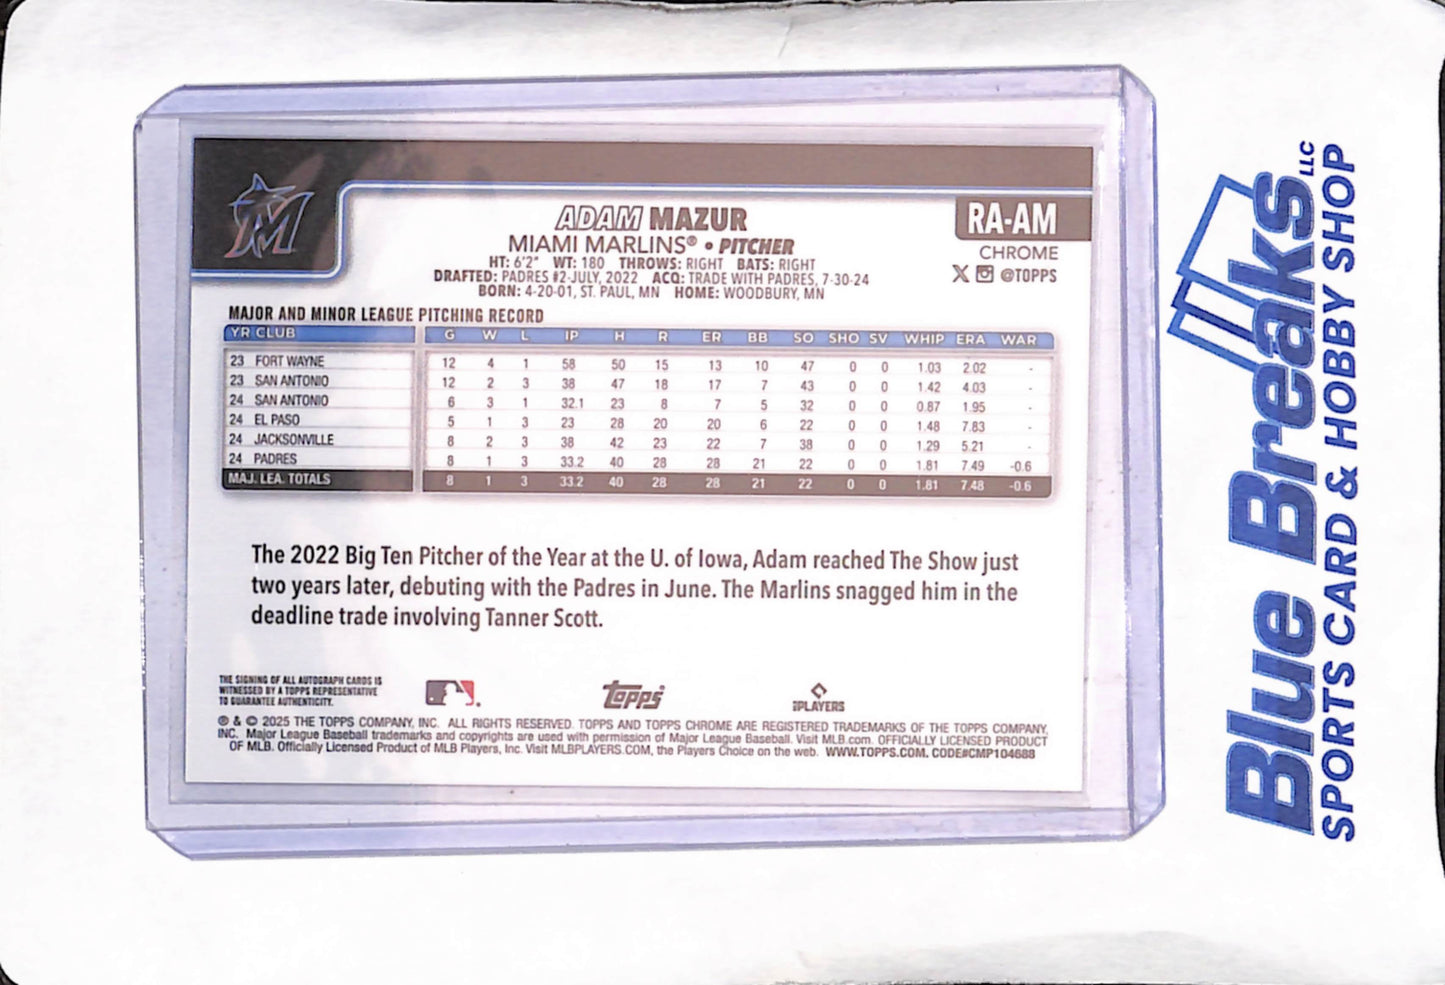 ADAM MAZUR
RA-AM
MIAMI MARLINS® • PITCHER
CHROME
HT: 6'2" WT: 180 THROWS: RIGHT BATS: RIGHT
X @TOPPS
DRAFTED: PADRES #2-JULY, 2022 ACQ: TRADE WITH PADRES, 7-30-24
BORN: 4-20-01, ST. PAUL, MN HOME: WOODBURY, MN
MAJOR AND MINOR LEAGUE PITCHING RECORD
YR CLUB G W L IP H R ER BB SO SHO SV WHIP ERA WAR
23 FORT WAYNE 12 4 1 58 50 15 13 10 47 0 0 1.03 2.02 -
23 SAN ANTONIO 12 2 3 38 47 18 17 7 43 0 0 1.42 4.03 -
24 SAN ANTONIO 6 3 1 32.1 23 8 7 5 32 0 0 0.87 1.95 -
24 EL PASO 5 1 3 23 28 20 20 6 22 0 0 1.48 7.83 -
24 JACKSONVILLE 8 2 3 38 42 23 22 7 38 0 0 1.29 5.21 -
24 PADRES 8 1 3 33.2 40 28 28 21 22 0 0 1.81 7.49 -0.6
MAJ. LEA. TOTALS 8 1 3 33.2 40 28 28 21 22 0 0 1.81 7.48 -0.6
The 2022 Big Ten Pitcher of the Year at the U. of Iowa, Adam reached The Show just
two years later, debuting with the Padres in June. The Marlins snagged him in the
deadline trade involving Tanner Scott.
THE SIGNING OF ALL AUTOGRAPH CARDS IS
WITNESSED BY A TOPPS REPRESENTATIVE
TO GUARANTEE AUTHENTICITY.
topps
PLAYERS
® & © 2025 THE TOPPS COMPANY, INC. ALL RIGHTS RESERVED. TOPPS AND TOPPS CHROME ARE REGISTERED TRADEMARKS OF THE TOPPS COMPANY,
INC. Major League Baseball trademarks and copyrights are used with permission of Major League Baseball. Visit MLB.com. OFFICIALLY LICENSED PRODUCT
OF MLB. Officially Licensed Product of MLB Players, Inc. Visit MLBPLAYERS.COM, the Players Choice on the web. WWW.TOPPS.COM. CODE#CMP104688
Blue Breaks LLC
SPORTS CARD & HOBBY SHOP